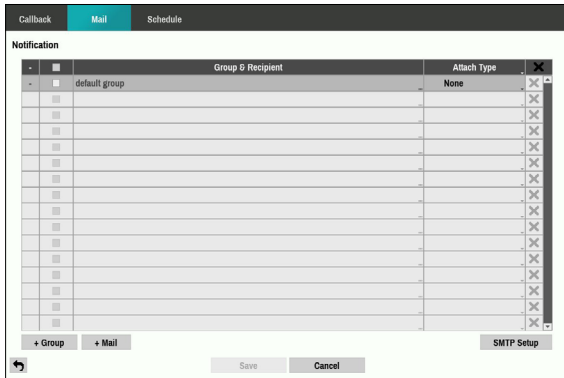 Callback Mail Schedule
Notification
- Group & Recipient Attach Type
- default group None
+ Group + Mail SMTP Setup
Save Cancel